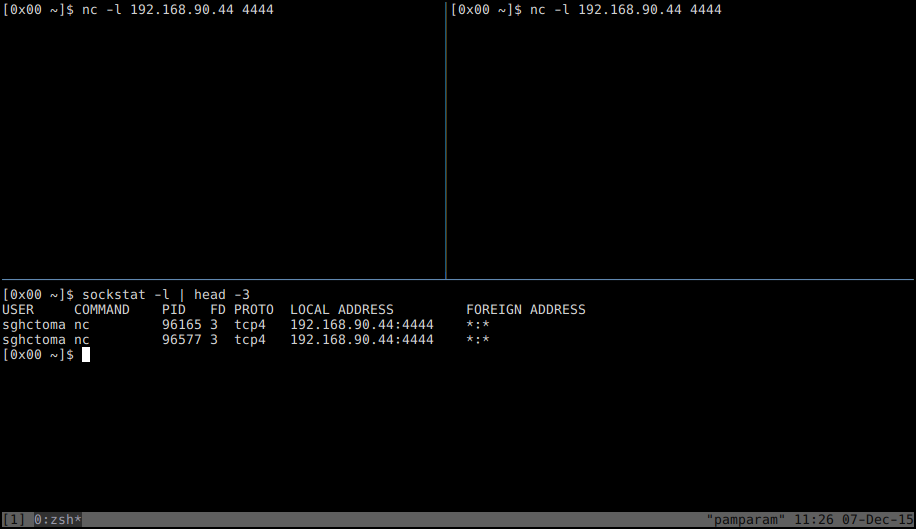 [0x00 ~]$ nc -l 192.168.90.44 4444
[0x00 ~]$ nc -l 192.168.90.44 4444
[0x00 ~]$ sockstat -l | head -3
USER     COMMAND    PID   FD PROTO  LOCAL ADDRESS         FOREIGN ADDRESS
sghctoma nc         96165 3  tcp4   192.168.90.44:4444    *:*
sghctoma nc         96577 3  tcp4   192.168.90.44:4444    *:*
[0x00 ~]$
[1] 0:zsh* "pamparam" 11:26 07-Dec-15